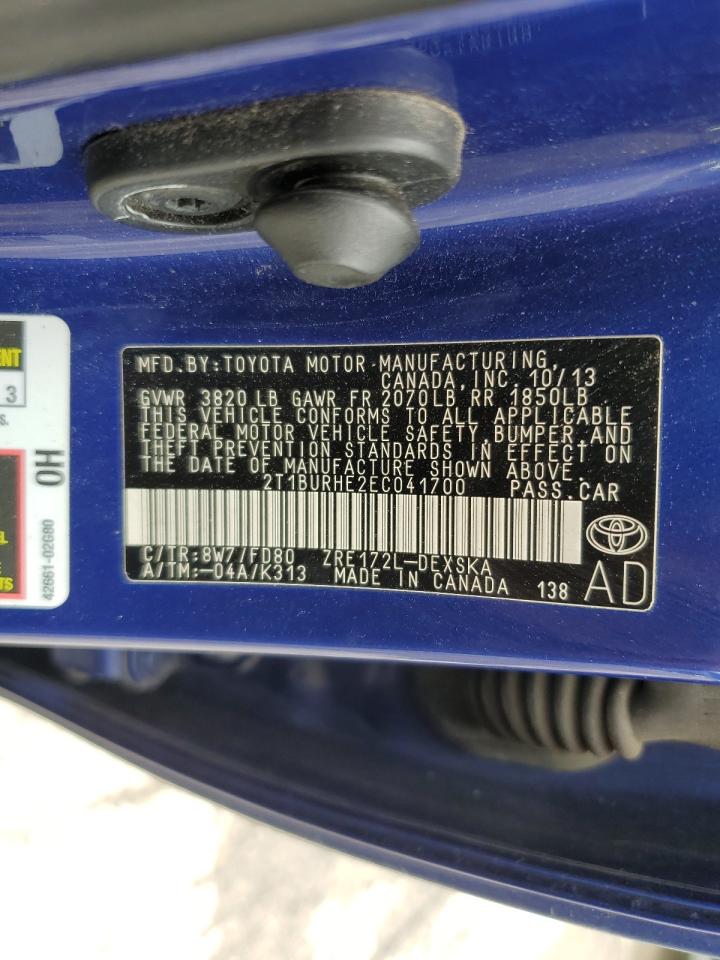 MFD.BY:TOYOTA MOTOR MANUFACTURING,
CANADA, INC. 10/13
GVWR 3820 LB GAWR FR 2070LB RR 1850LB
THIS VEHICLE CONFORMS TO ALL APPLICABLE
FEDERAL MOTOR VEHICLE SAFETY, BUMPER, AND
THEFT PREVENTION STANDARDS IN EFFECT ON
THE DATE OF MANUFACTURE SHOWN ABOVE.
2T1BURHE2EC041700 PASS.CAR
C/TR:8W7/FD80 ZRE172L-DEXSKA
A/TM:-04A/K313 MADE IN CANADA 138
AD
3
OH
42661-02G80